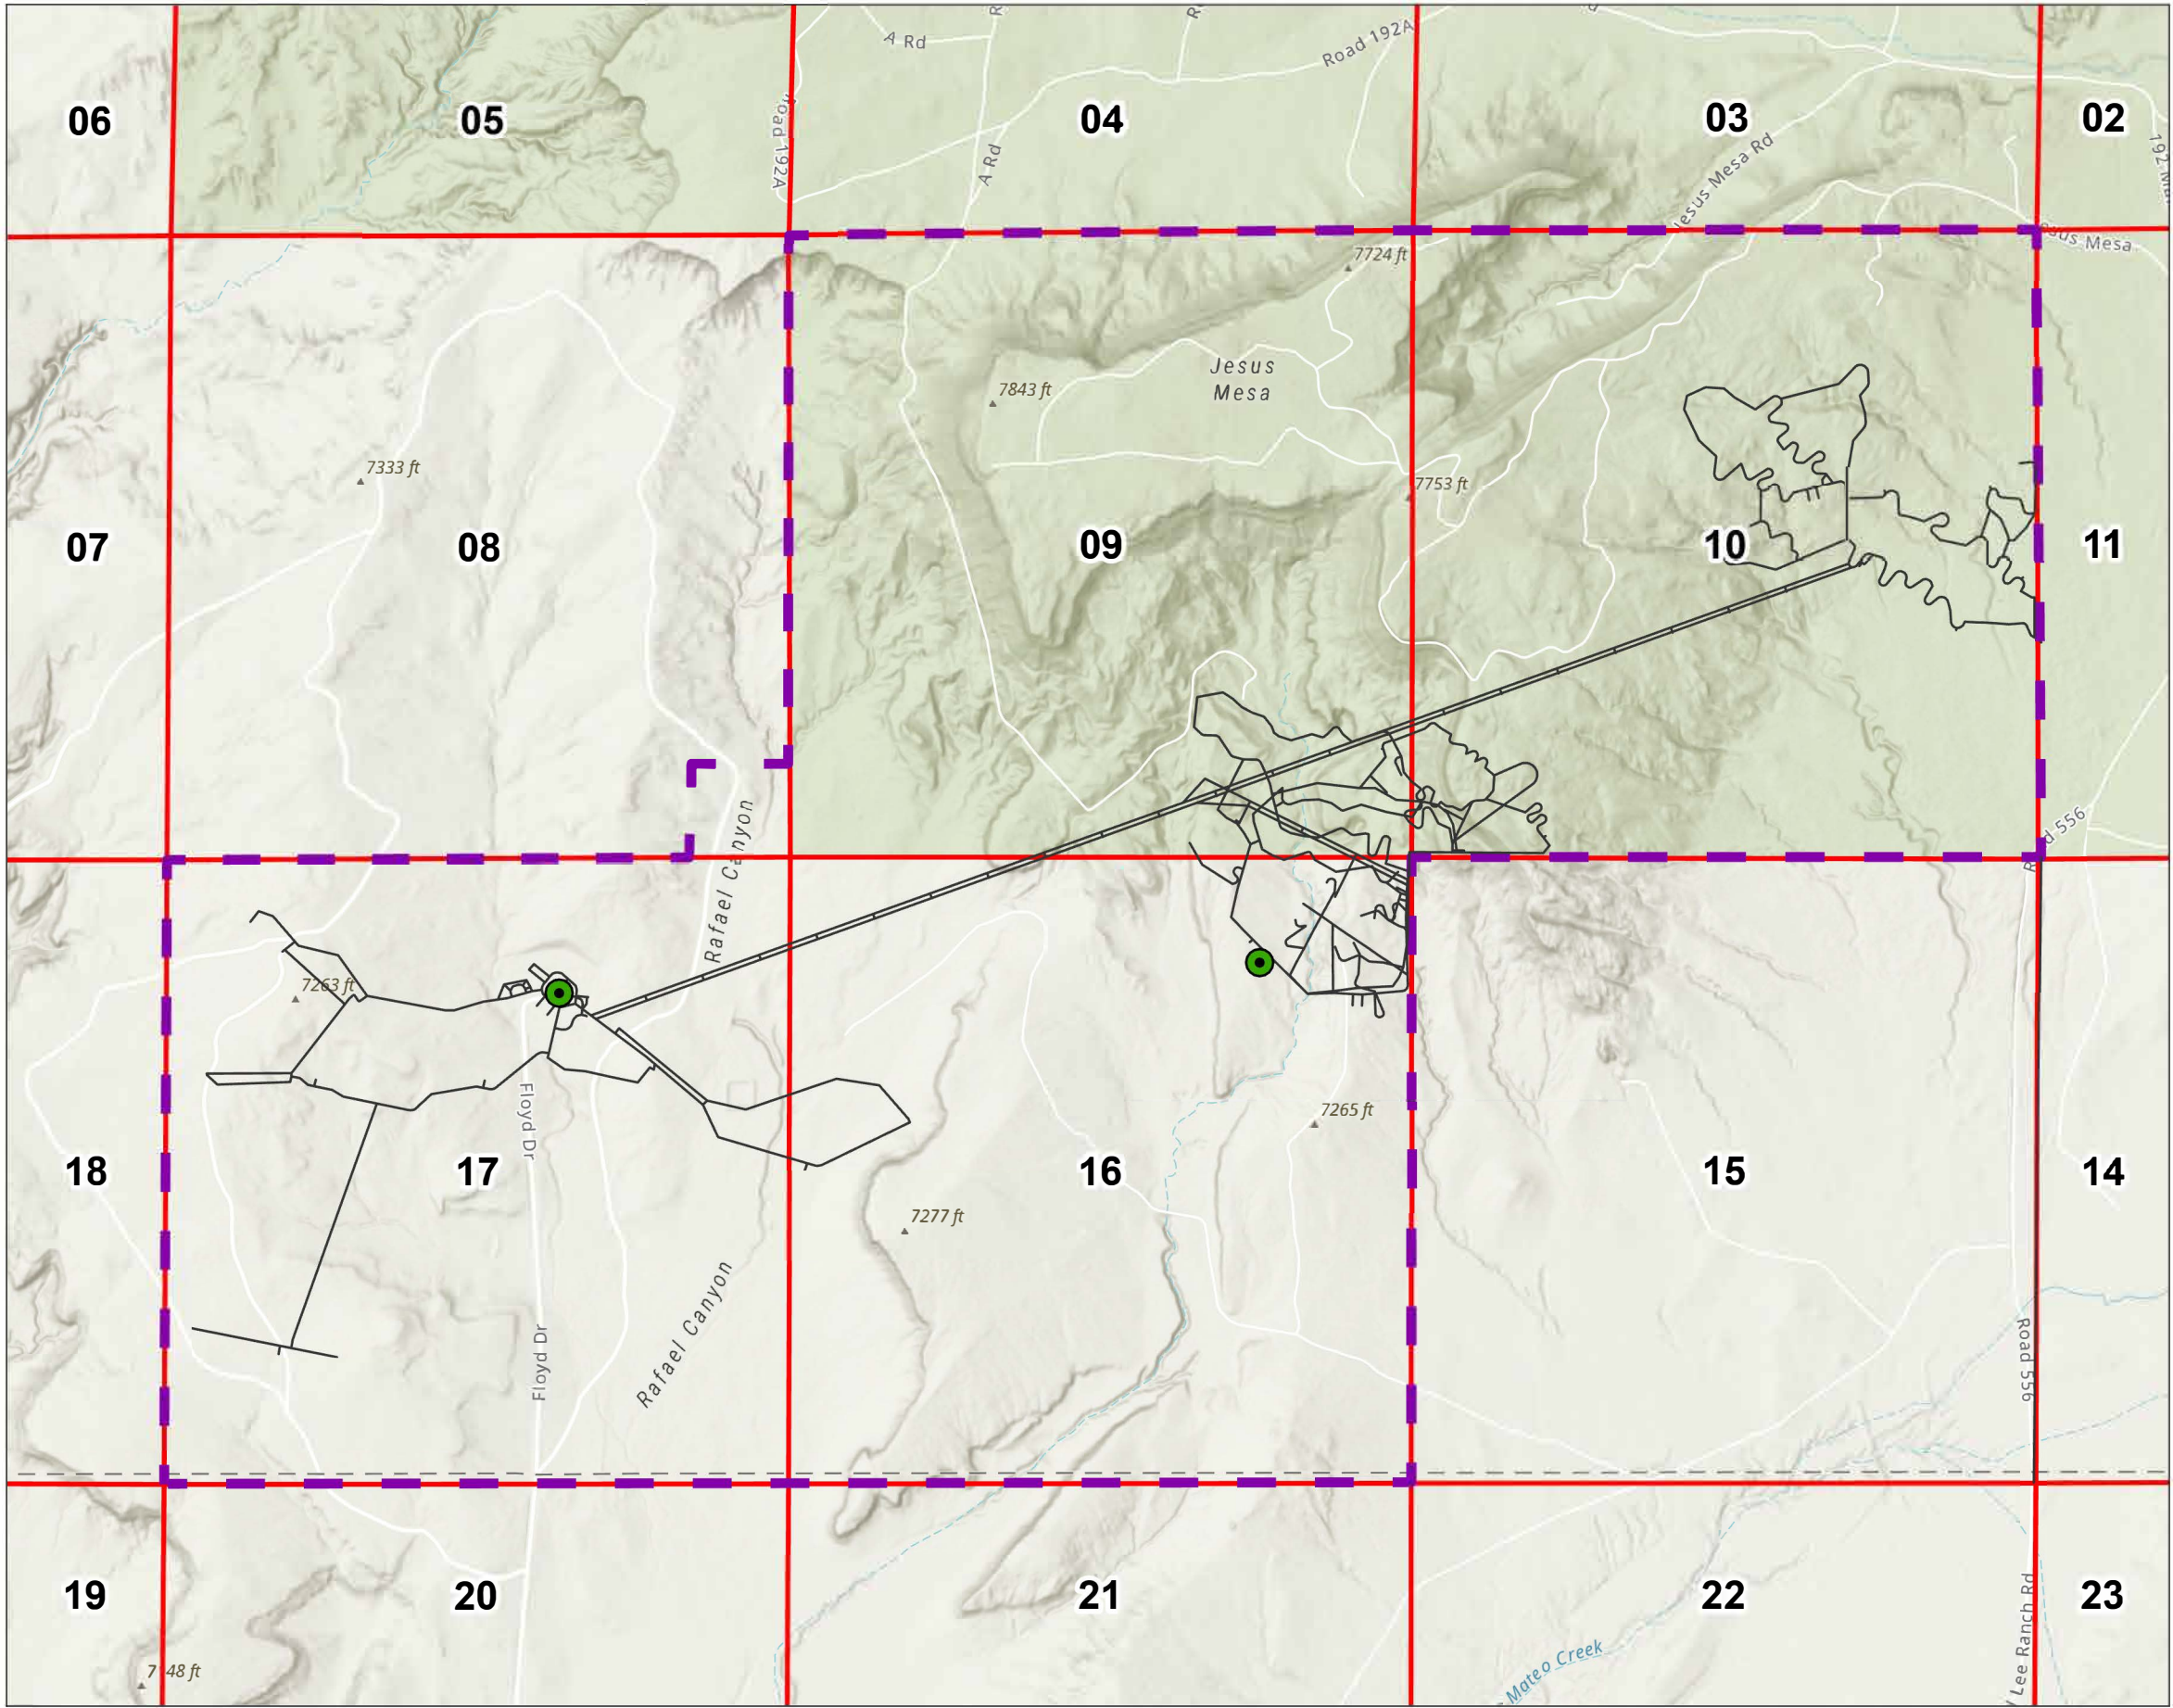 A Rd
Road 192A
06
05
04
03
02
Road 192A
A Rd
Jesus Mesa Rd
Jesus Mesa
7724 ft
Jesus
Mesa
7843 ft
7333 ft
7753 ft
07
08
09
10
11
Rafael Canyon
7263 ft
Floyd Dr
7265 ft
18
17
16
15
14
7277 ft
Rafael Canyon
Floyd Dr
Road 556
19
20
21
22
23
Mateo Creek
Lee Ranch Rd